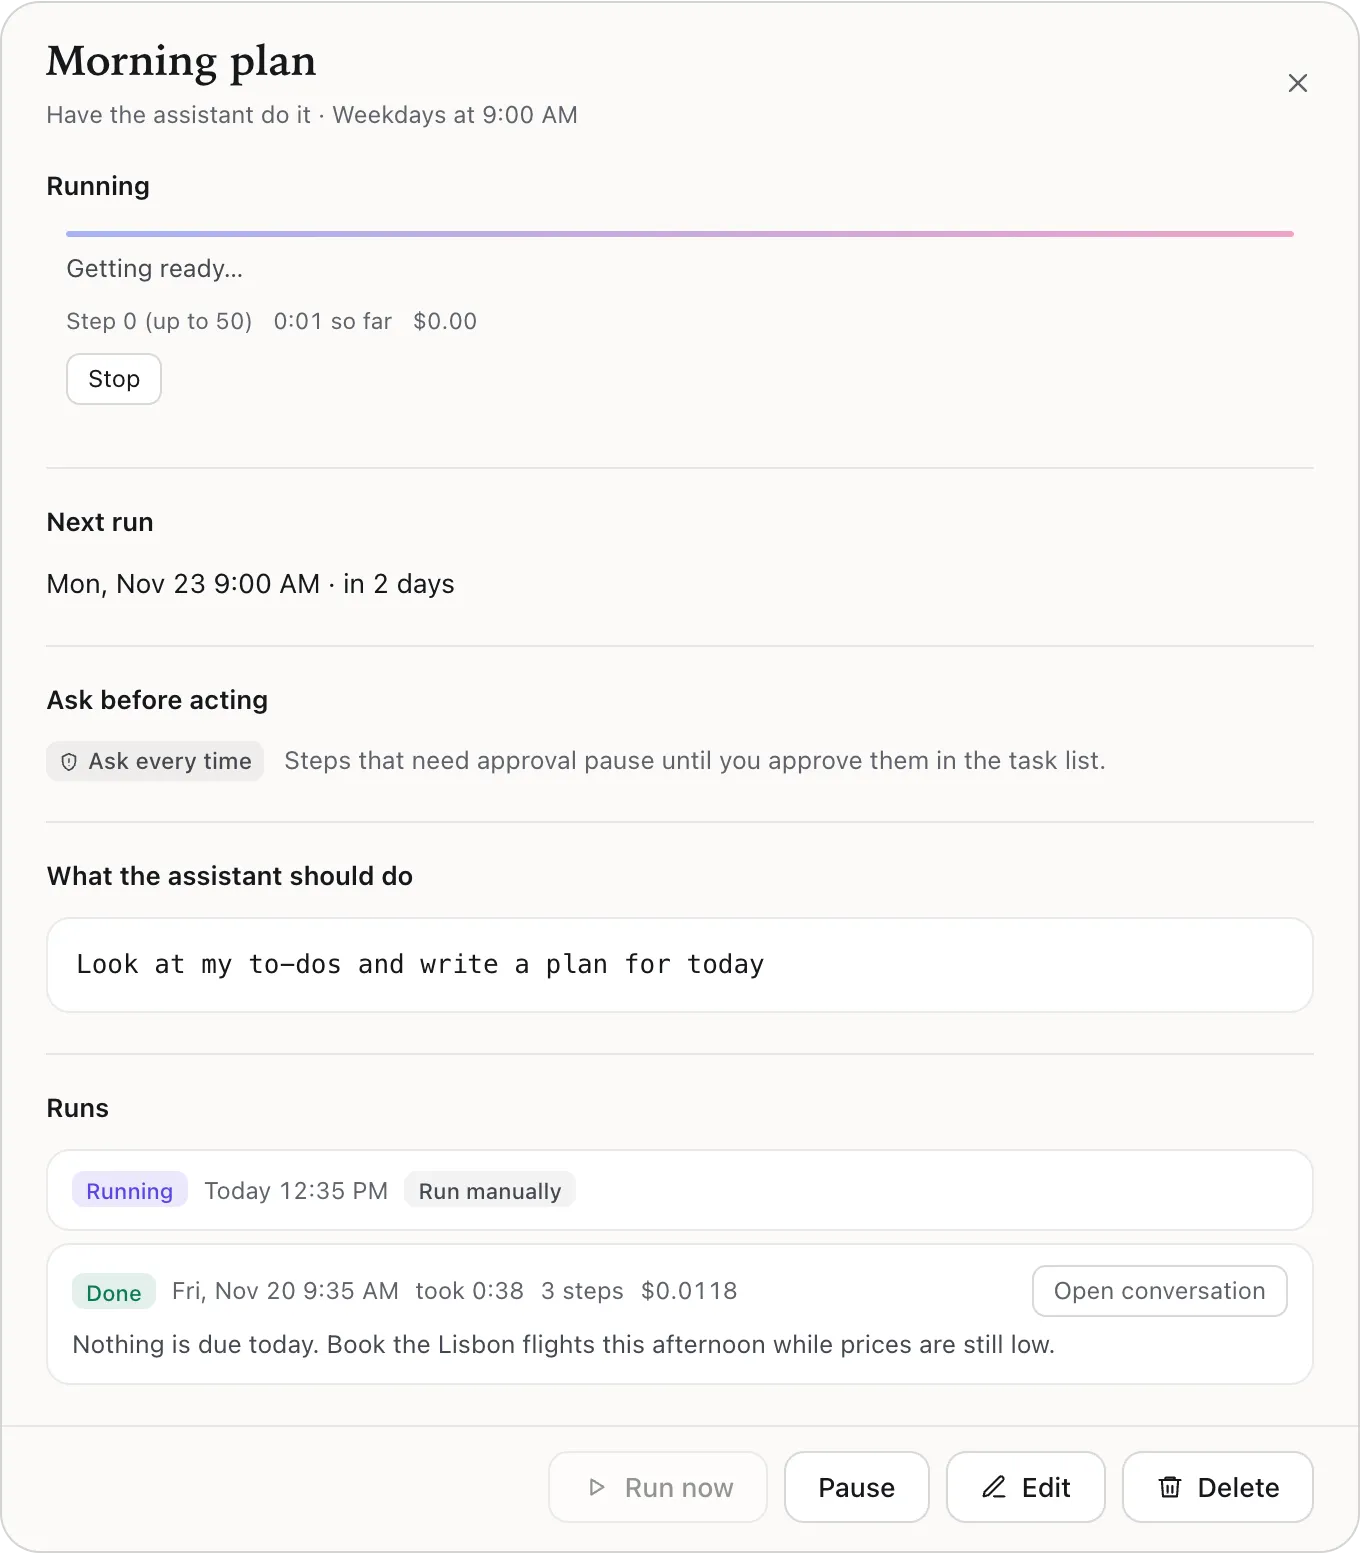 Morning plan
Have the assistant do it · Weekdays at 9:00 AM
Running
Getting ready...
Step 0 (up to 50) 0:01 so far $0.00
Stop
Next run
Mon, Nov 23 9:00 AM · in 2 days
Ask before acting
Ask every time Steps that need approval pause until you approve them in the task list.
What the assistant should do
Look at my to-dos and write a plan for today
Runs
Running Today 12:35 PM Run manually
Done Fri, Nov 20 9:35 AM took 0:38 3 steps $0.0118 Open conversation
Nothing is due today. Book the Lisbon flights this afternoon while prices are still low.
Run now Pause Edit Delete